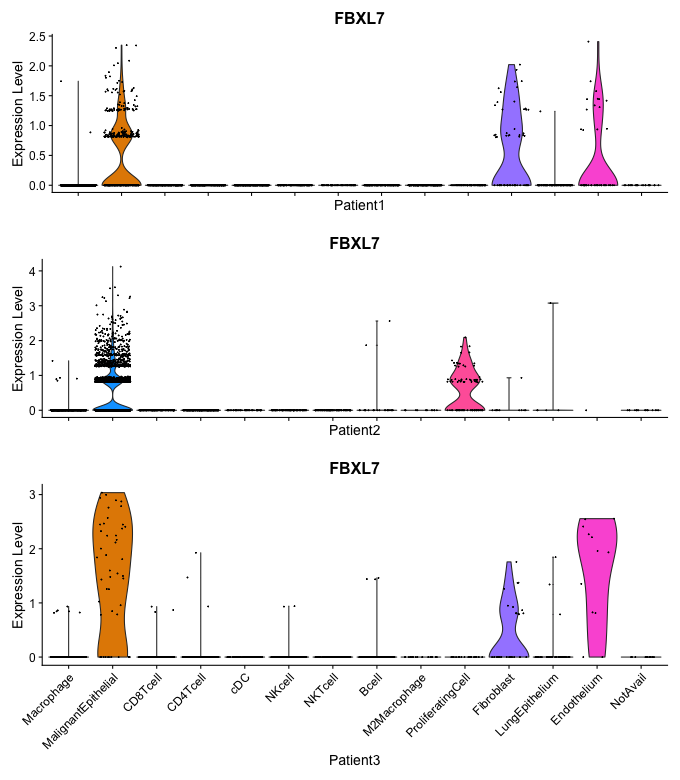 FBXL7
Expression Level
2.5
2.0
1.5
1.0
0.5
0.0
Patient1
FBXL7
Expression Level
4
3
2
1
0
Patient2
FBXL7
Expression Level
3
2
1
0
Macrophage
MalignantEpithelial
CD8Tcell
CD4Tcell
cDC
NKcell
NKTcell
Bcell
M2Macrophage
ProliferatingCell
Fibroblast
LungEpithelium
Endothelium
NotAvail
Patient3